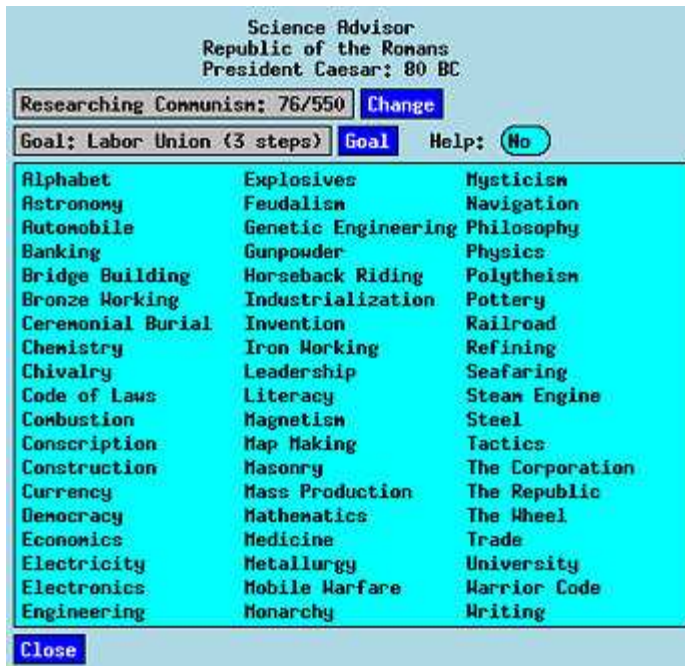 Science Advisor
Republic of the Romans
President Caesar: 80 BC
Researching Communism: 76/550 Change
Goal: Labor Union (3 steps) Goal Help: No
Alphabet Explosives Mysticism
Astronomy Feudalism Navigation
Automobile Genetic Engineering Philosophy
Banking Gunpowder Physics
Bridge Building Horseback Riding Polytheism
Bronze Working Industrialization Pottery
Ceremonial Burial Invention Railroad
Chemistry Iron Working Refining
Chivalry Leadership Seafaring
Code of Laws Literacy Steam Engine
Combustion Magnetism Steel
Conscription Map Making Tactics
Construction Masonry The Corporation
Currency Mass Production The Republic
Democracy Mathematics The Wheel
Economics Medicine Trade
Electricity Metallurgy University
Electronics Mobile Warfare Warrior Code
Engineering Monarchy Writing
Close